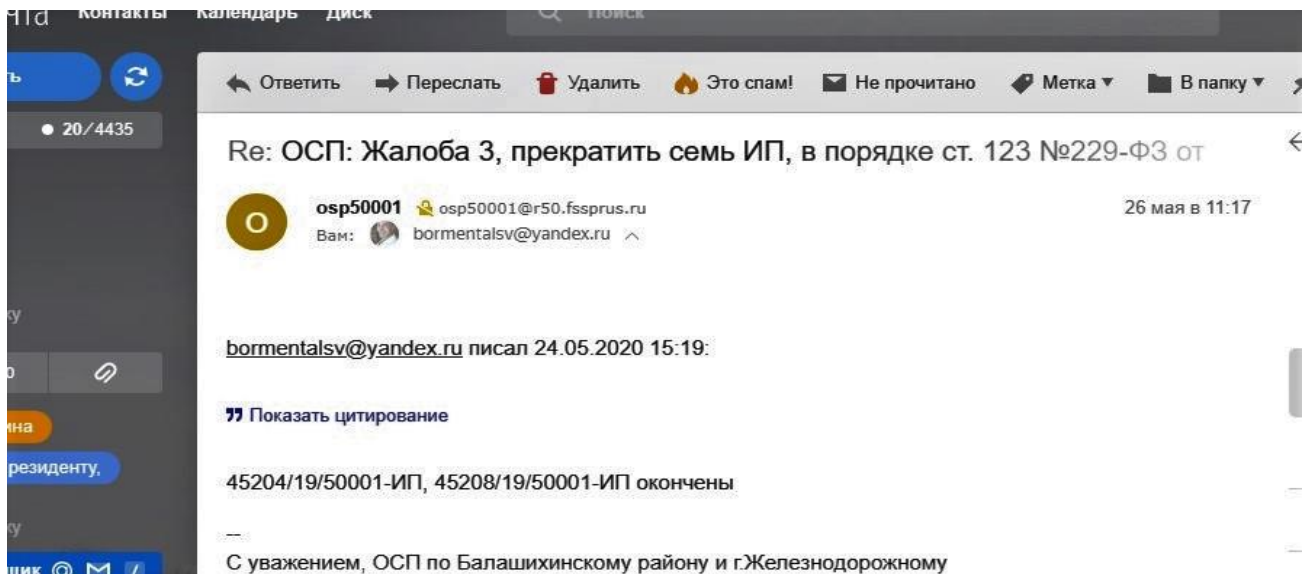 Контакты Календарь Диск
Поиск
Ответить Переслать Удалить Это спам! Не прочитано Метка В папку
20/4435
Re: ОСП: Жалоба 3, прекратить семь ИП, в порядке ст. 123 №229-ФЗ от
O
osp50001 osp50001@r50.fssprus.ru
26 мая в 11:17
Вам: bormentalsv@yandex.ru
bormentalsv@yandex.ru писал 24.05.2020 15:19:
Показать цитирование
45204/19/50001-ИП, 45208/19/50001-ИП окончены
--
С уважением, ОСП по Балашихинскому району и г.Железнодорожному